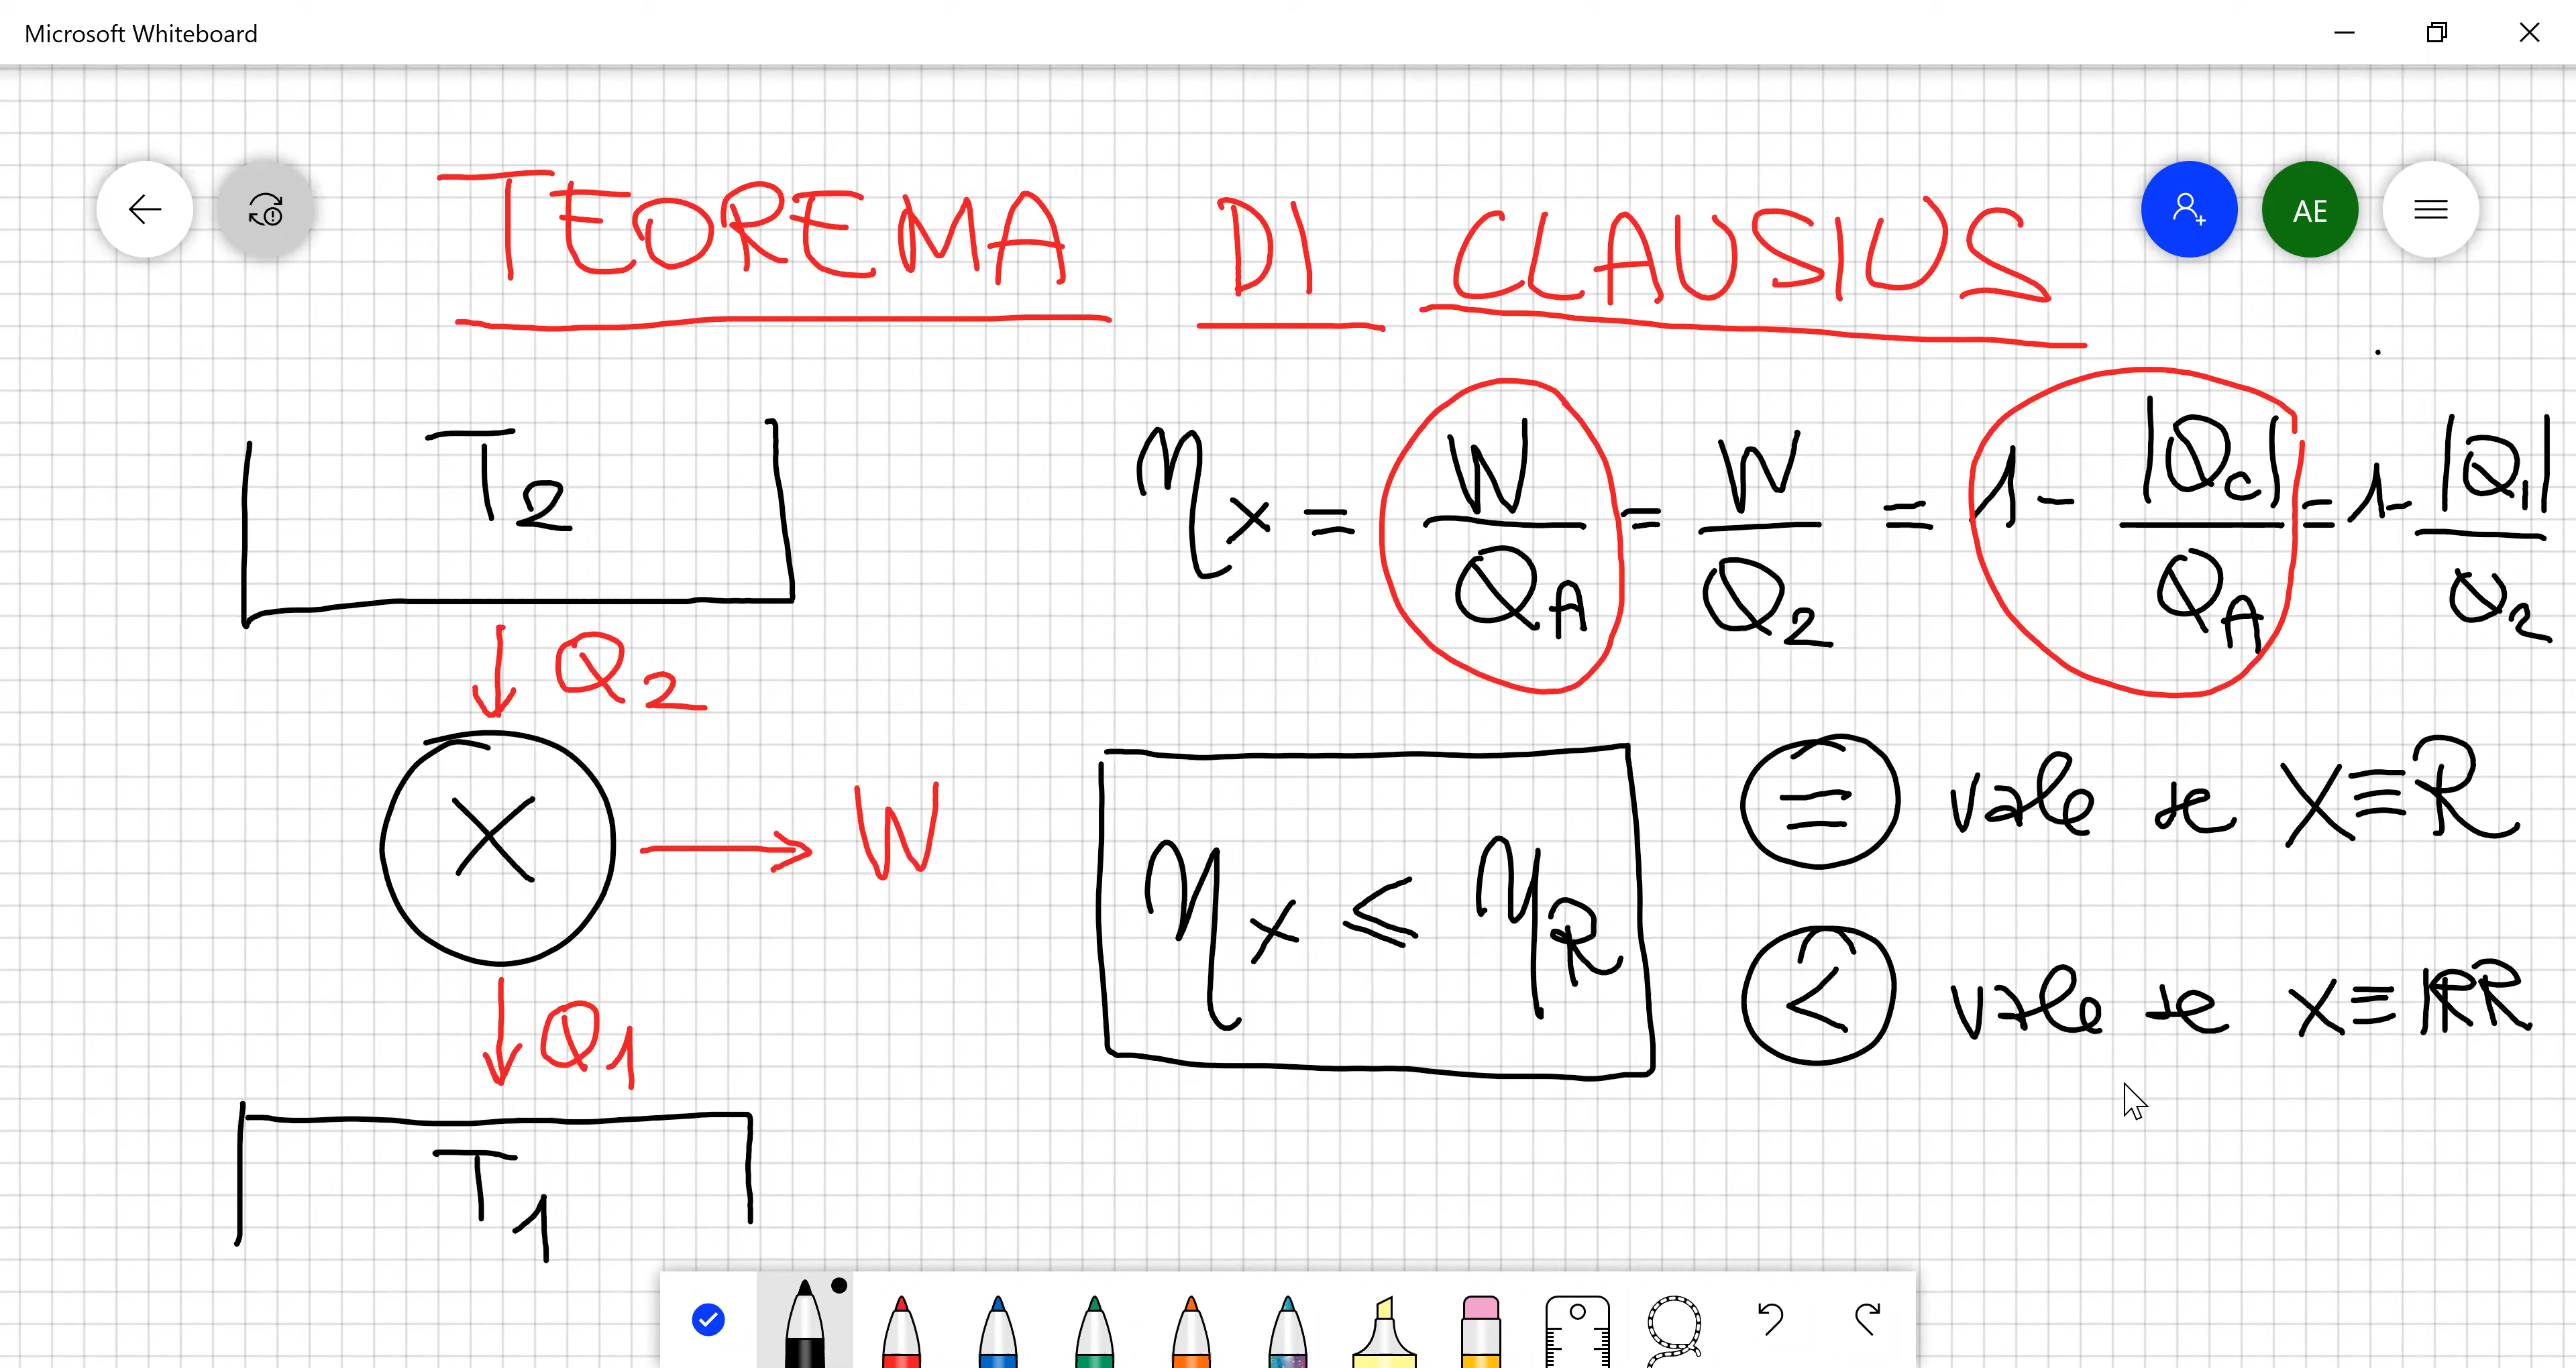 Microsoft Whiteboard
AE
TEOREMA DI CLAUSIUS
T2
Q2
X
W
Q1
T1
ηx = W/QA = W/Q2 = 1 - |Qc|/QA = 1 - |Q1|/Q2
ηx ≤ ηR
= vale se X ≡ R
< vale se X ≡ IRR